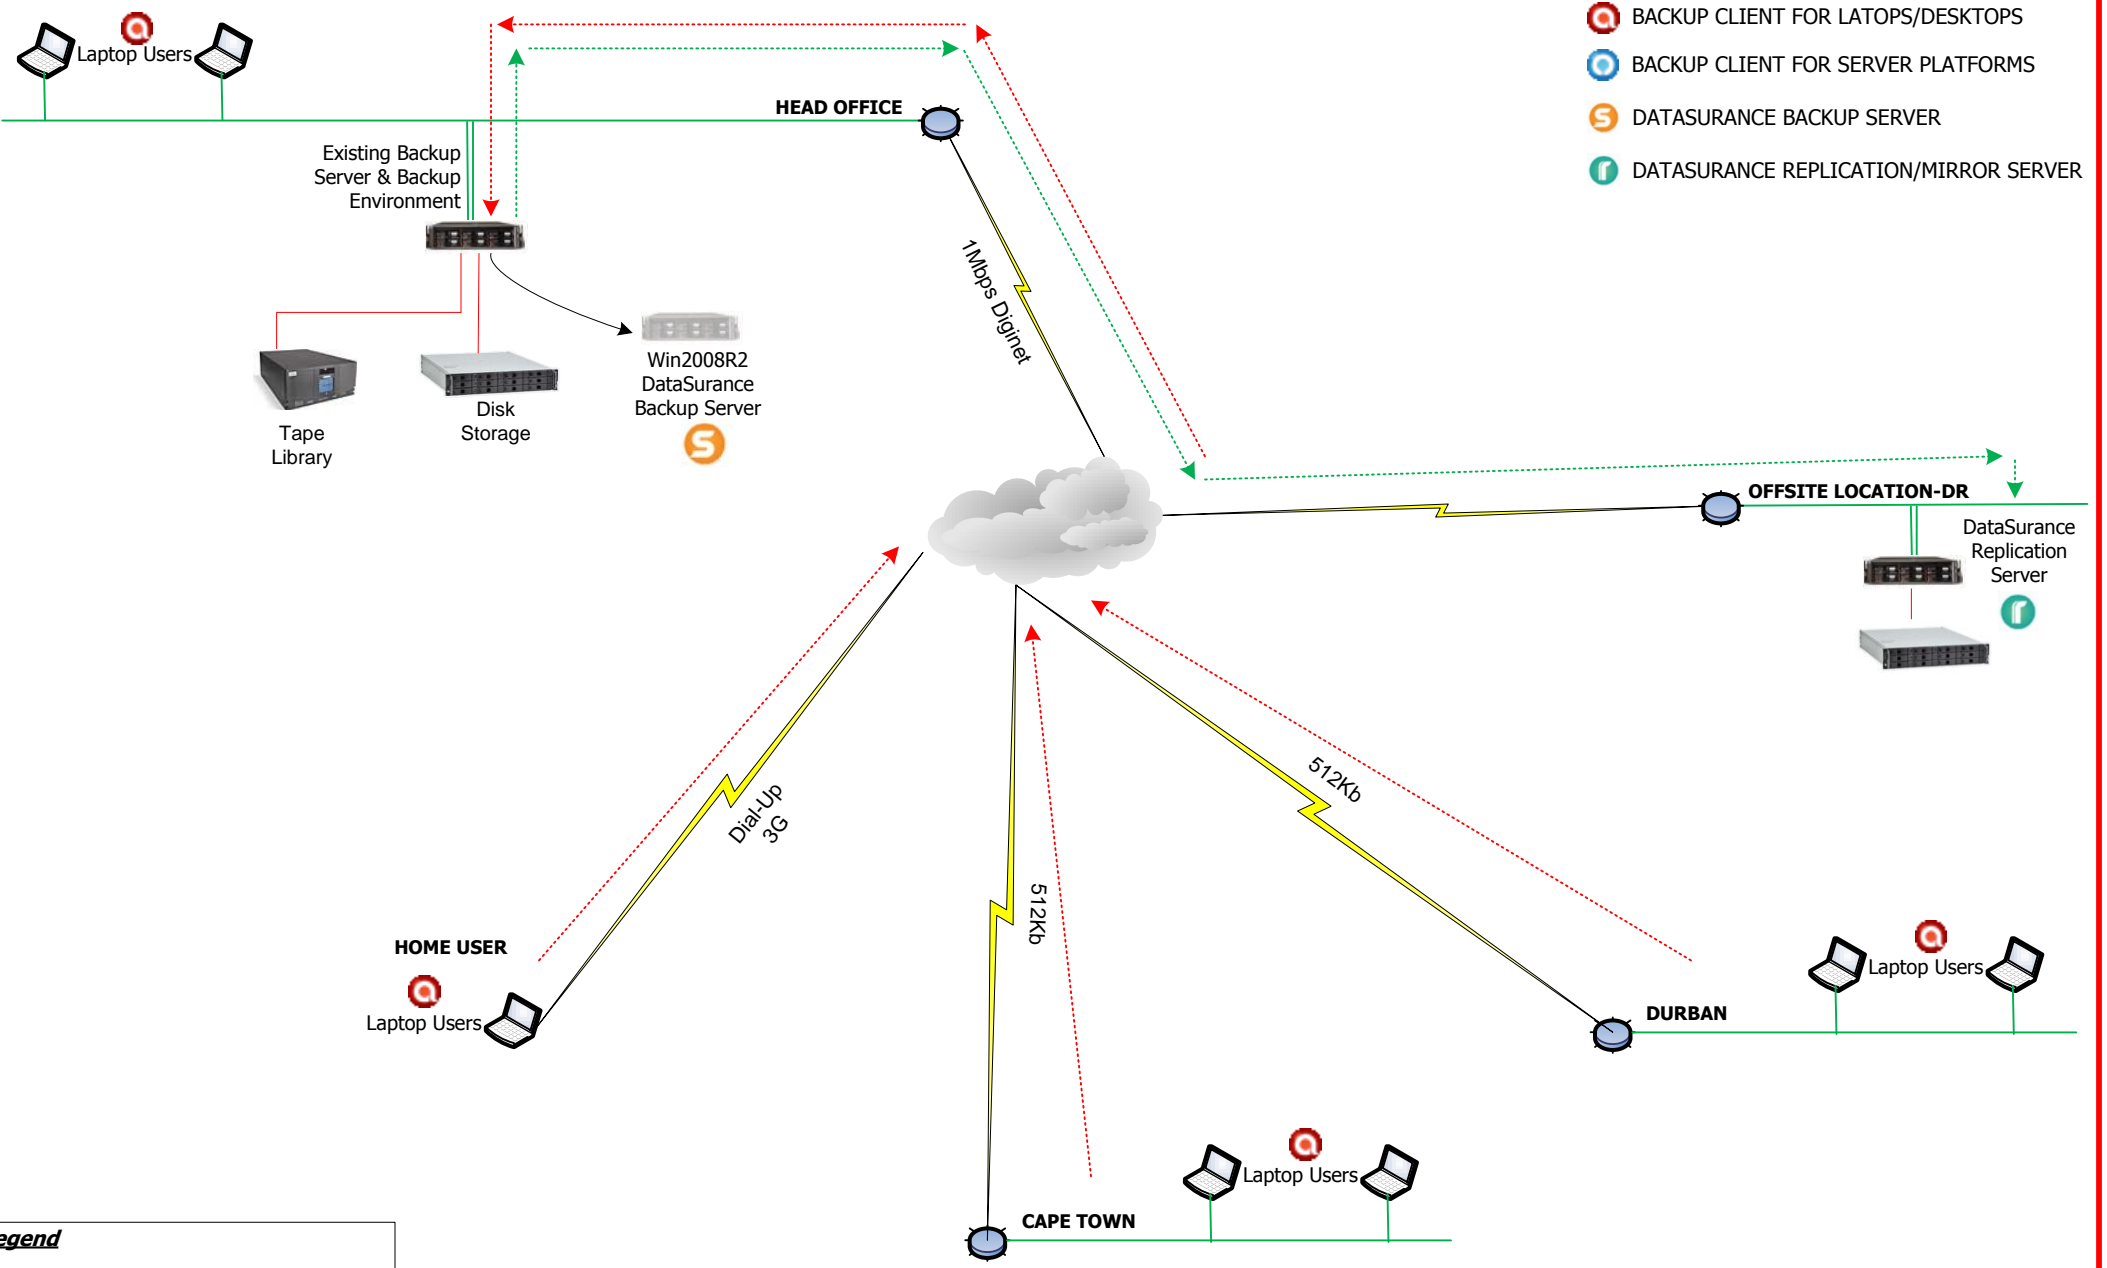 BACKUP CLIENT FOR LATOPS/DESKTOPS
BACKUP CLIENT FOR SERVER PLATFORMS
DATASURANCE BACKUP SERVER
DATASURANCE REPLICATION/MIRROR SERVER
Laptop Users
HEAD OFFICE
Existing Backup
Server & Backup
Environment
1Mbps Diginet
Win2008R2
DataSurance
Backup Server
Disk
Storage
Tape
Library
OFFSITE LOCATION-DR
DataSurance
Replication
Server
512Kb
Dial-Up
3G
512Kb
HOME USER
Laptop Users
Laptop Users
DURBAN
Laptop Users
CAPE TOWN
egend